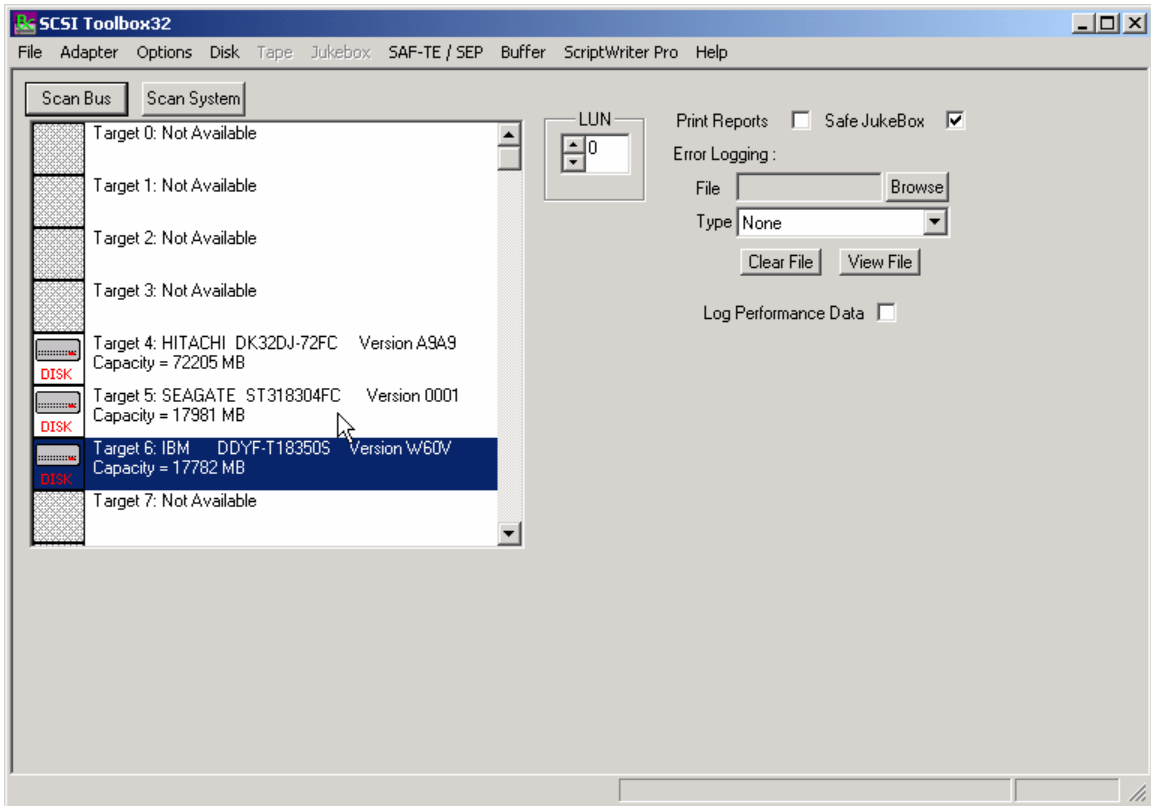 SCSI Toolbox32
File Adapter Options Disk Tape Jukebox SAF-TE / SEP Buffer ScriptWriter Pro Help
Scan Bus Scan System
Target 0: Not Available
Target 1: Not Available
Target 2: Not Available
Target 3: Not Available
Target 4: HITACHI DK32DJ-72FC Version A9A9
Capacity = 72205 MB
DISK
Target 5: SEAGATE ST318304FC Version 0001
Capacity = 17981 MB
DISK
Target 6: IBM DDYF-T18350S Version W60V
Capacity = 17782 MB
DISK
Target 7: Not Available
LUN
0
Print Reports Safe JukeBox
Error Logging :
File Browse
Type None
Clear File View File
Log Performance Data